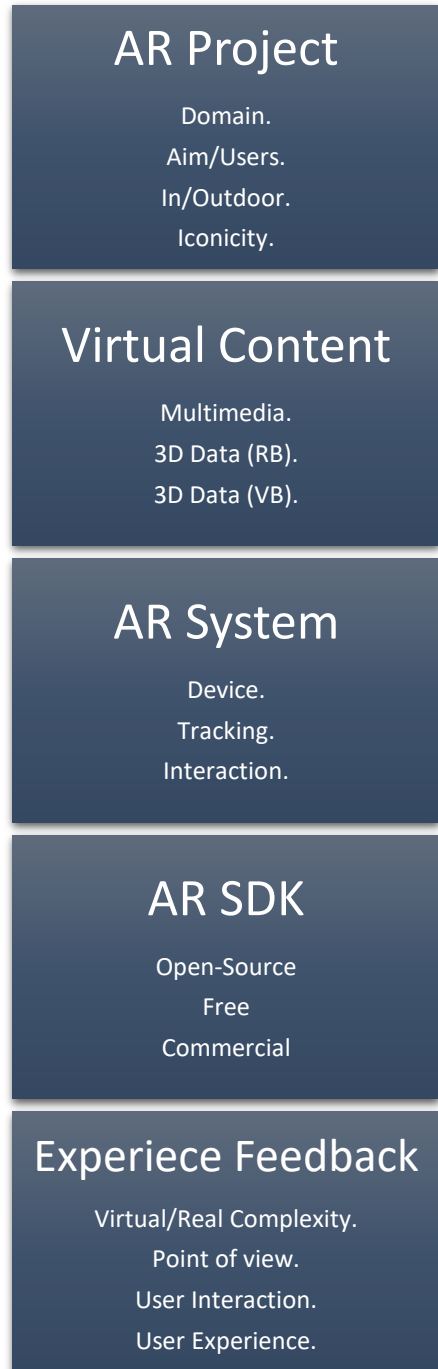 AR Project
Domain.
Aim/Users.
In/Outdoor.
Iconicity.
Virtual Content
Multimedia.
3D Data (RB).
3D Data (VB).
AR System
Device.
Tracking.
Interaction.
AR SDK
Open-Source
Free
Commercial
Experiece Feedback
Virtual/Real Complexity.
Point of view.
User Interaction.
User Experience.